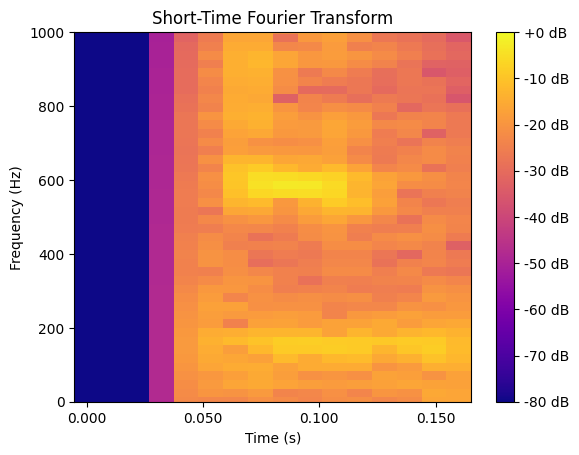 Short-Time Fourier Transform
Frequency (Hz)
1000
800
600
400
200
0
0.000
0.050
0.100
0.150
Time (s)
+0 dB
-10 dB
-20 dB
-30 dB
-40 dB
-50 dB
-60 dB
-70 dB
-80 dB